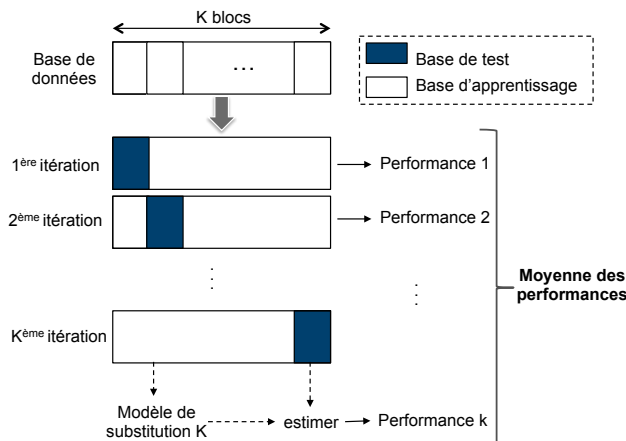 K blocs
Base de
données
...
Base de test
Base d'apprentissage
1ère itération
Performance 1
2ème itération
Performance 2
Moyenne des
performances
Kème itération
Modèle de
substitution K
estimer
Performance k